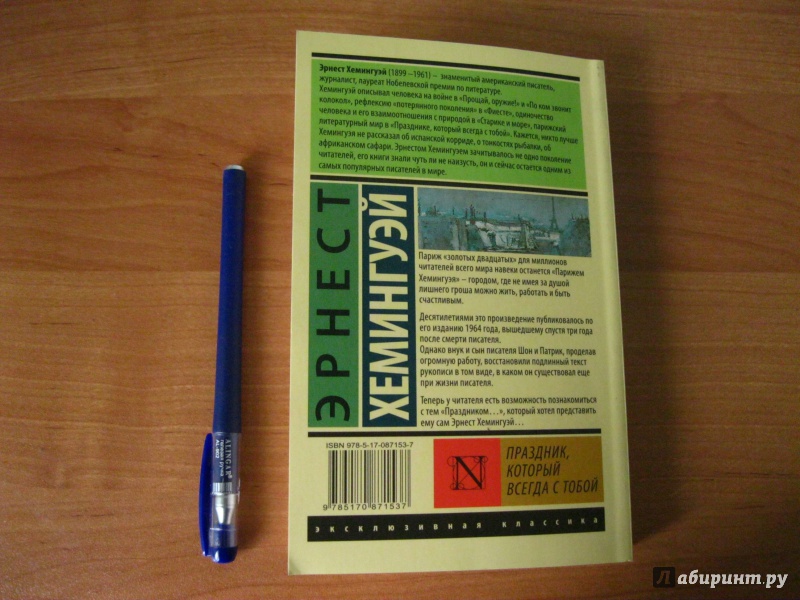 Эрнест Хемингуэй (1899 –1961) – знаменитый американский писатель,
журналист, лауреат Нобелевской премии по литературе.
Хемингуэй описывал человека на войне в «Прощай, оружие!» и «По ком звонит
колокол», рефлексию «потерянного поколения» в «Фиесте», одиночество
человека и его взаимоотношения с природой в «Старике и море», парижский
литературный мир в «Празднике, который всегда с тобой». Кажется, никто лучше
Хемингуэя не рассказал об испанской корриде, о тонкостях рыбалки, об
африканском сафари. Эрнестом Хемингуэем зачитывалось не одно поколение
читателей, его книги знали чуть ли не наизусть, он и сейчас остается одним из
самых популярных писателей в мире.
ЭРНЕСТ
ХЕМИНГУЭЙ
Париж «золотых двадцатых» для миллионов
читателей всего мира навеки останется «Парижем
Хемингуэя» – городом, где не имея за душой
лишнего гроша можно жить, работать и быть
счастливым.
Десятилетиями это произведение публиковалось по
его изданию 1964 года, вышедшему спустя три года
после смерти писателя.
Однако внук и сын писателя Шон и Патрик, проделав
огромную работу, восстановили подлинный текст
рукописи в том виде, в каком он существовал еще
при жизни писателя.
Теперь у читателя есть возможность познакомиться
с тем «Праздником…», который хотел представить
ему сам Эрнест Хемингуэй…
ISBN 978-5-17-087153-7
9 785170 871537
N
ПРАЗДНИК,
КОТОРЫЙ
ВСЕГДА С ТОБОЙ
эксклюзивная классика
ALINGAR
Лабиринт.ру